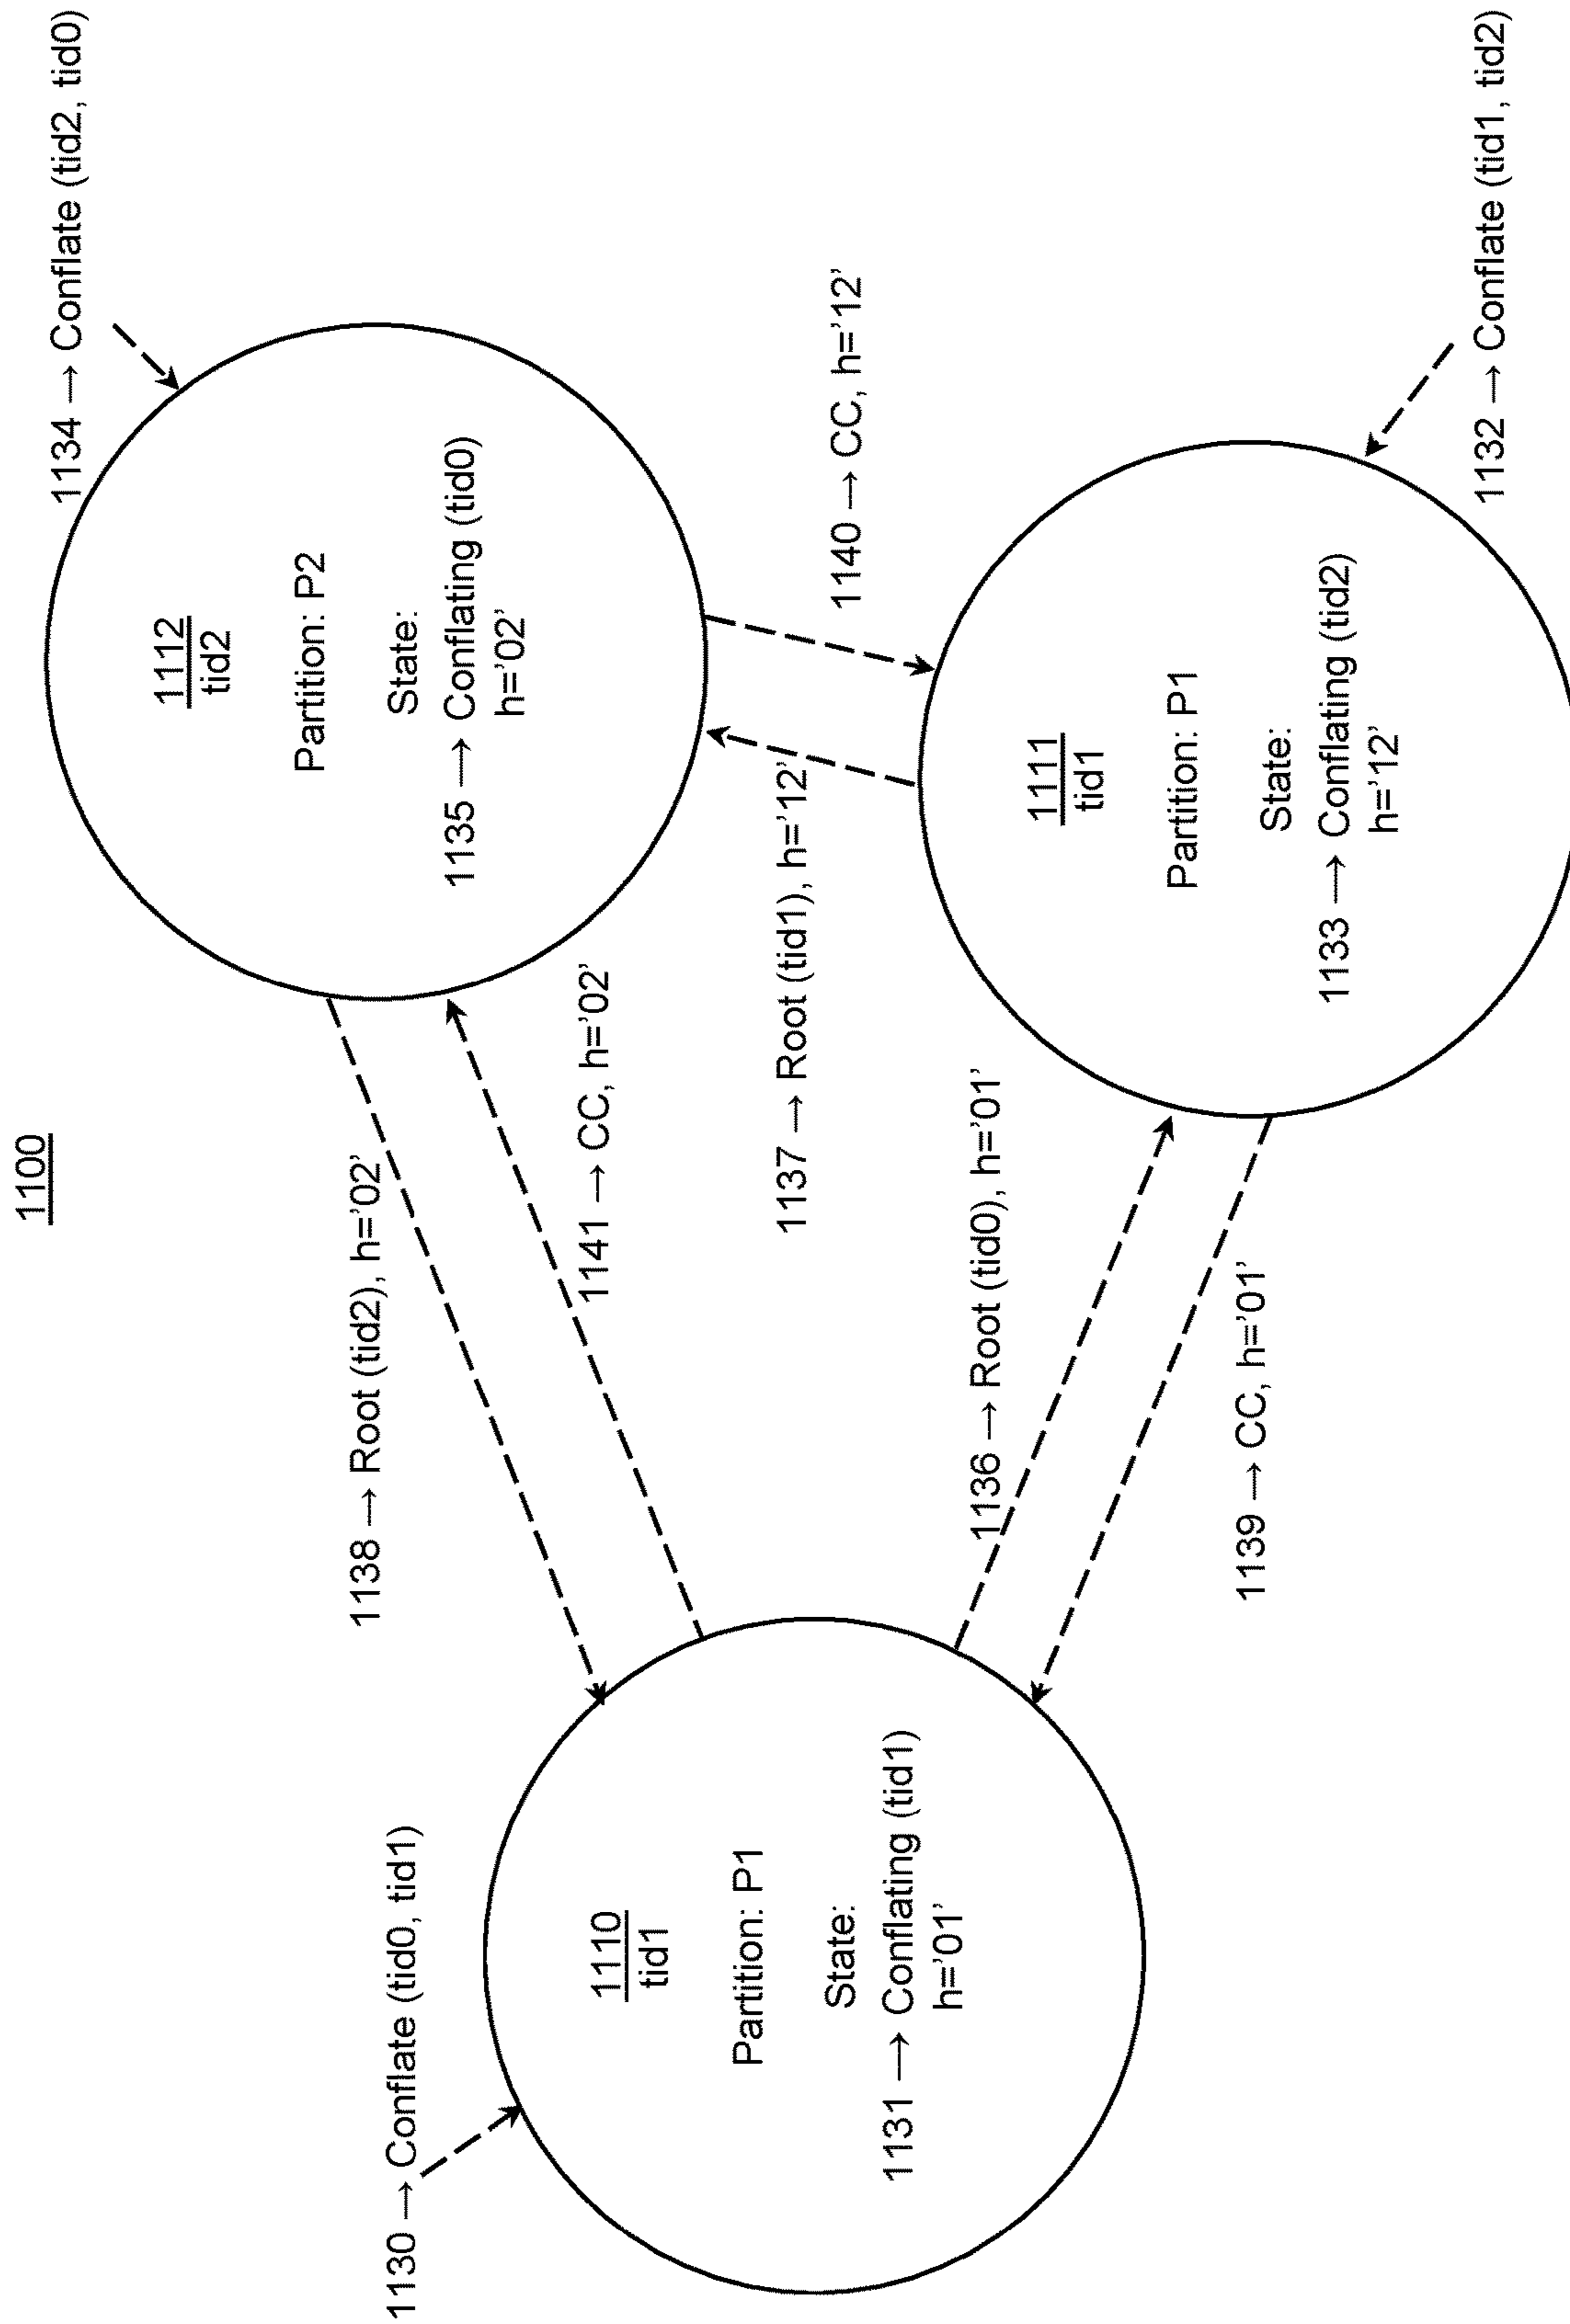 1100
1130 → Conflate (tid0, tid1)
1110
tid1
Partition: P1
State:
1131 → Conflating (tid1)
h='01'
1138 → Root (tid2), h='02'
1141 → CC, h='02'
1136 → Root (tid0), h='01'
1139 → CC, h='01'
1134 → Conflate (tid2, tid0)
1112
tid2
Partition: P2
State:
1135 → Conflating (tid0)
h='02'
1137 → Root (tid1), h='12'
1140 → CC, h='12'
1111
tid1
Partition: P1
State:
1133 → Conflating (tid2)
h='12'
1132 → Conflate (tid1, tid2)